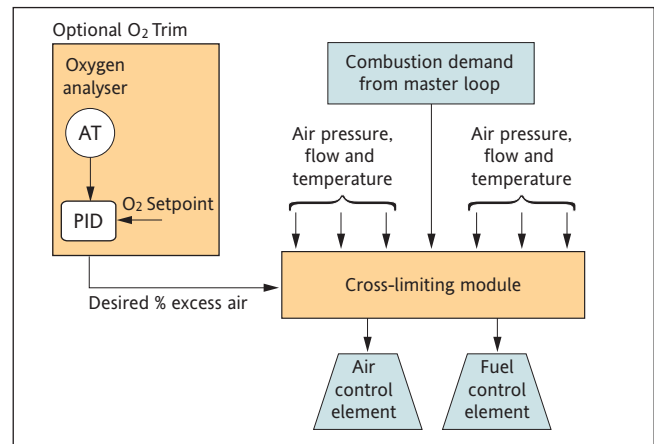 Optional O₂ Trim
Oxygen
analyser
AT
PID
O₂ Setpoint
Desired % excess air
Combustion demand
from master loop
Air pressure,
flow and
temperature
Air pressure,
flow and
temperature
Cross-limiting module
Air
control
element
Fuel
control
element